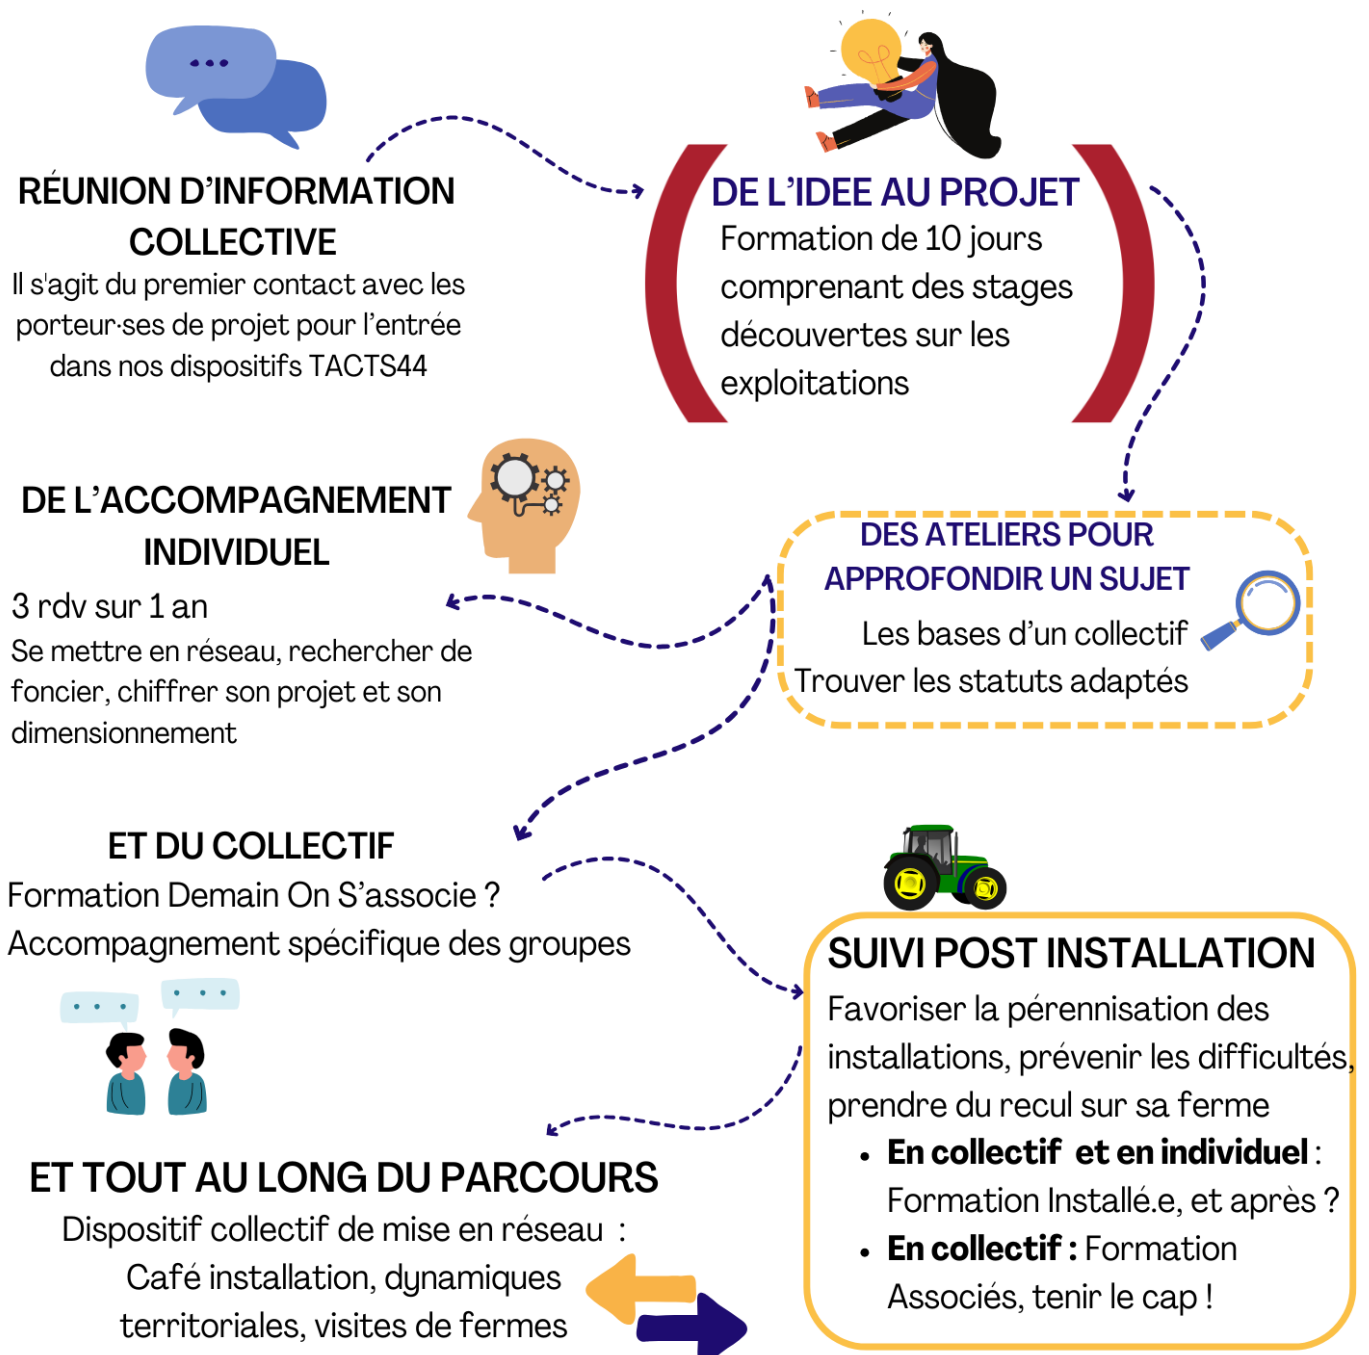 RÉUNION D'INFORMATION
COLLECTIVE
Il s'agit du premier contact avec les
porteur·ses de projet pour l'entrée
dans nos dispositifs TACTS44
DE L'IDEE AU PROJET
Formation de 10 jours
comprenant des stages
découvertes sur les
exploitations
DES ATELIERS POUR
APPROFONDIR UN SUJET
Les bases d'un collectif
Trouver les statuts adaptés
DE L'ACCOMPAGNEMENT
INDIVIDUEL
3 rdv sur 1 an
Se mettre en réseau, rechercher de
foncier, chiffrer son projet et son
dimensionnement
ET DU COLLECTIF
Formation Demain On S'associe ?
Accompagnement spécifique des groupes
SUIVI POST INSTALLATION
Favoriser la pérennisation des
installations, prévenir les difficultés,
prendre du recul sur sa ferme
• En collectif et en individuel :
Formation Installé.e, et après ?
• En collectif : Formation
Associés, tenir le cap !
ET TOUT AU LONG DU PARCOURS
Dispositif collectif de mise en réseau :
Café installation, dynamiques
territoriales, visites de fermes